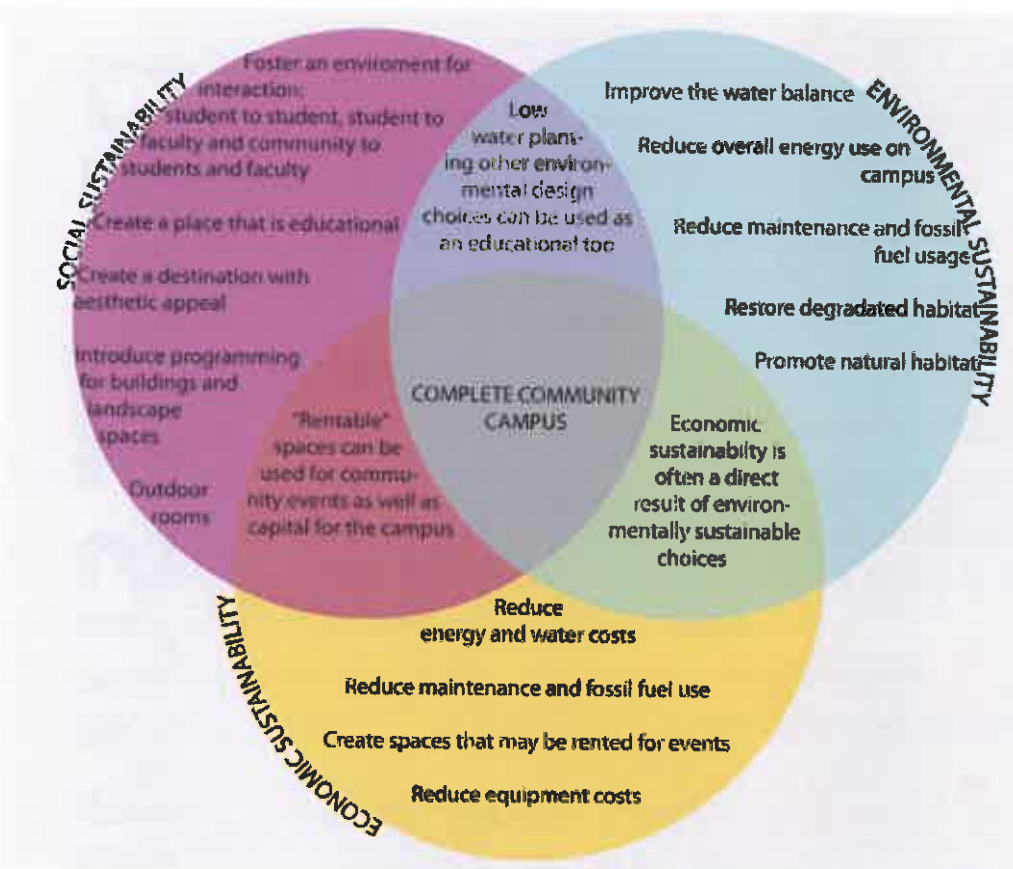 SOCIAL SUSTAINABILITY
Foster an enviroment for
interaction;
student to student, student to
faculty and community to
students and faculty
Create a place that is educational
Create a destination with
aesthetic appeal
Introduce programming
for buildings and
landscape
spaces
Outdoor
rooms
Low
water plant-
ing other environ-
mental design
choices can be used as
an educational too
ENVIRONMENTAL SUSTAINABILITY
Improve the water balance
Reduce overall energy use on
campus
Reduce maintenance and fossil
fuel usage
Restore degradated habitat
Promote natural habitat
COMPLETE COMMUNITY
CAMPUS
"Rentable"
spaces can be
used for commu-
nity events as well as
capital for the campus
Economic
sustainabilty is
often a direct
result of environ-
mentally sustainable
choices
ECONOMIC SUSTAINABILITY
Reduce
energy and water costs
Reduce maintenance and fossil fuel use
Create spaces that may be rented for events
Reduce equipment costs